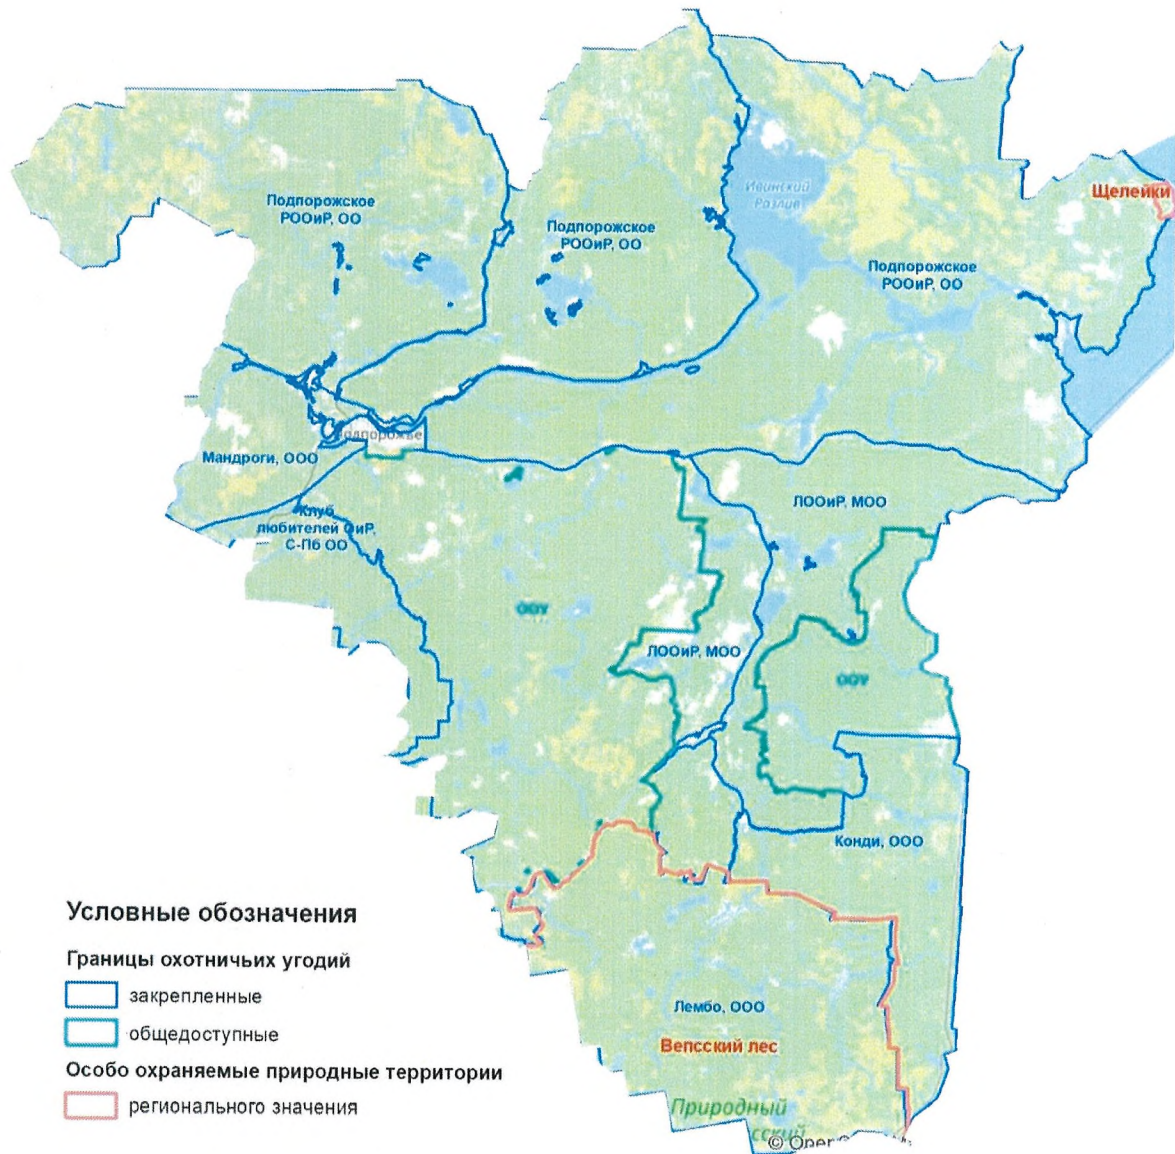 Ивинский
Разлив
Щелейки
Подпорожское
РООиР, ОО
Подпорожское
РООиР, ОО
Подпорожское
РООиР, ОО
Мандроги, ООО
Клуб
любителей ОиР,
С-Пб ОО
ЛООиР, МОО
ООУ
ЛООиР, МОО
ООУ
Конди, ООО
Лембо, ООО
Вепсский лес
Природный
Условные обозначения
Границы охотничьих угодий
закрепленные
общедоступные
Особо охраняемые природные территории
регионального значения